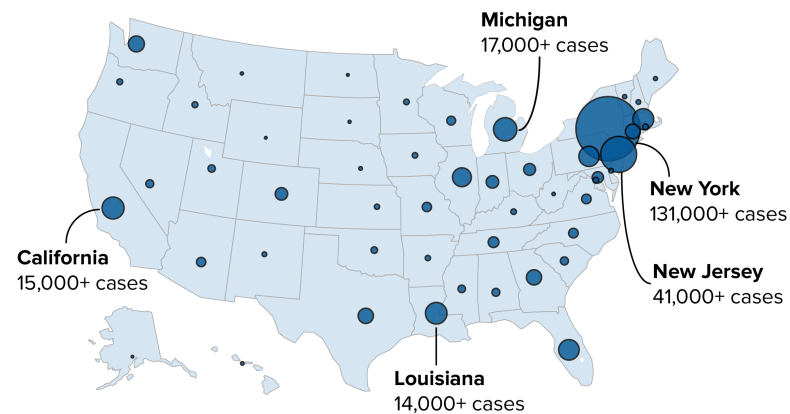 Michigan
17,000+ cases
New York
131,000+ cases
California
15,000+ cases
New Jersey
41,000+ cases
Louisiana
14,000+ cases